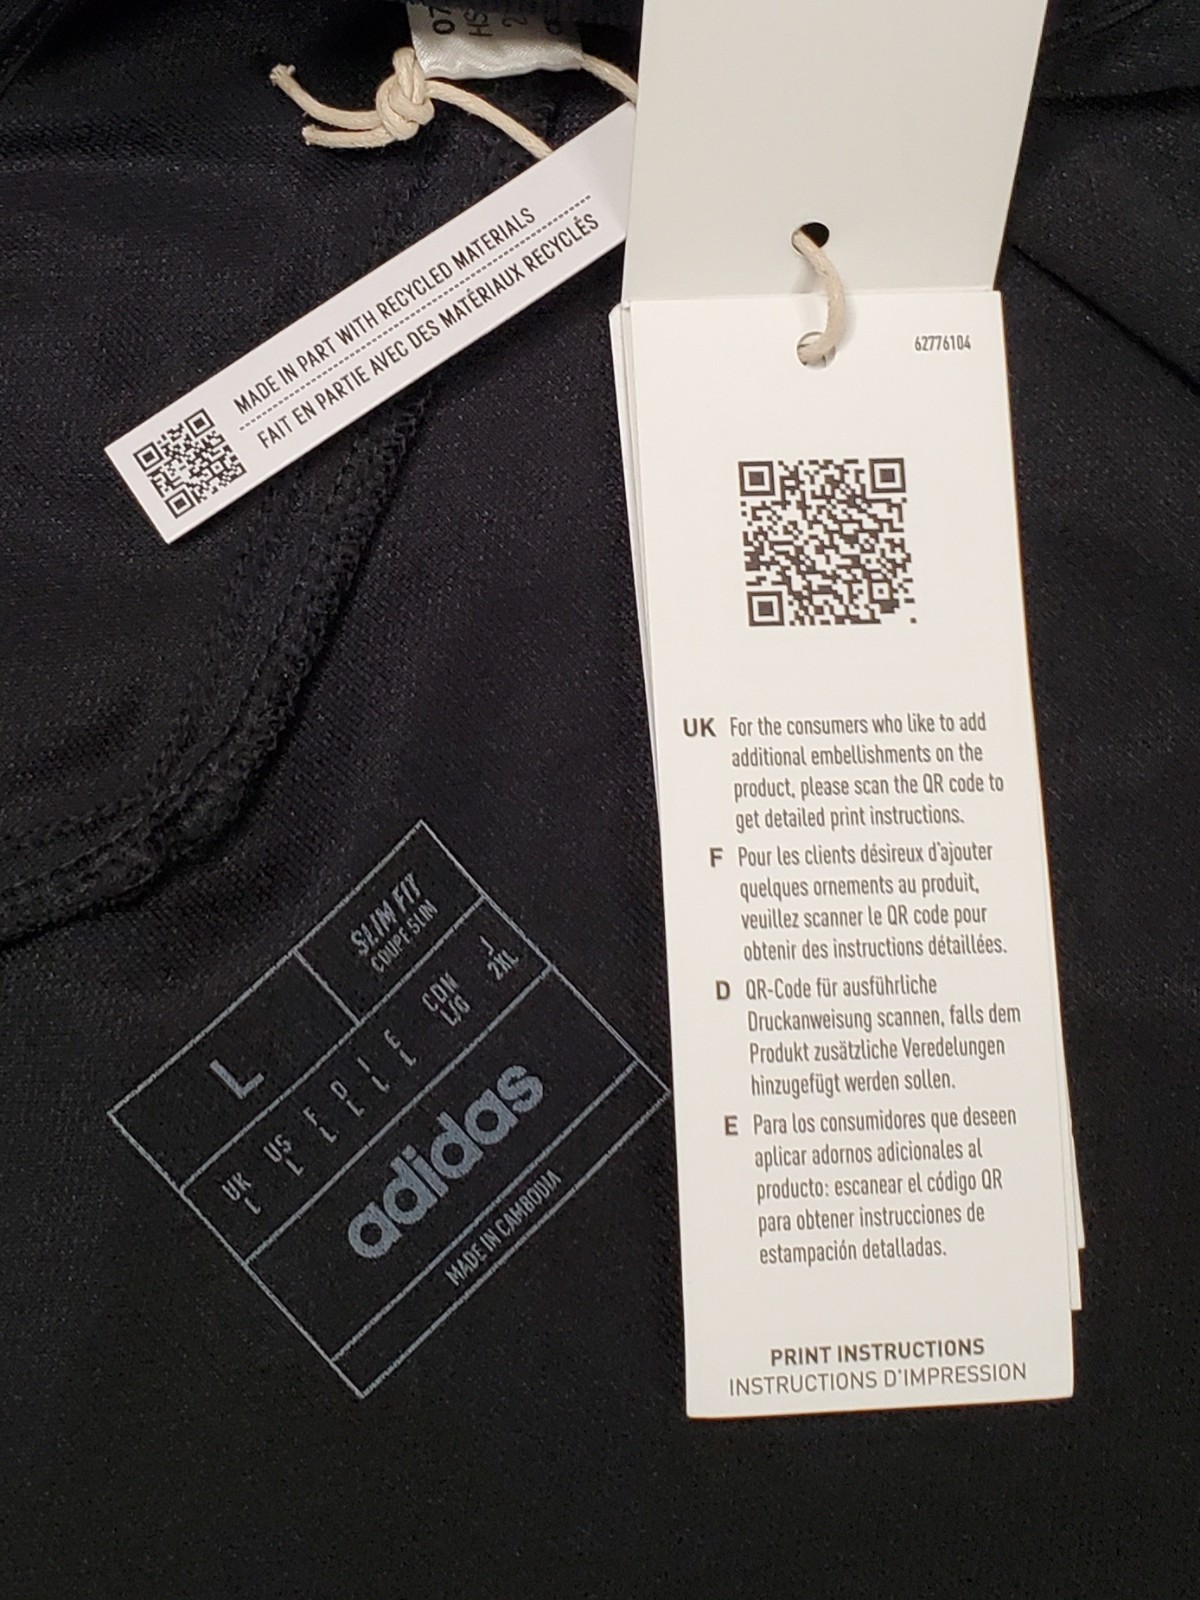 07
HS
2
MADE IN PART WITH RECYCLED MATERIALS
FAIT EN PARTIE AVEC DES MATÉRIAUX RECYCLÉS
62776104
UK For the consumers who like to add
additional embellishments on the
product, please scan the QR code to
get detailed print instructions.
F Pour les clients désireux d'ajouter
quelques ornements au produit,
veuillez scanner le QR code pour
obtenir des instructions détaillées.
D QR-Code für ausführliche
Druckanweisung scannen, falls dem
Produkt zusätzliche Veredelungen
hinzugefügt werden sollen.
E Para los consumidores que deseen
aplicar adornos adicionales al
producto: escanear el código QR
para obtener instrucciones de
estampación detalladas.
PRINT INSTRUCTIONS
INSTRUCTIONS D'IMPRESSION
L
SLIM FIT
COUPE SLIN
UK US F D I E CDN J
L L L L L L L/G 2XL
adidas
MADE IN CAMBODIA